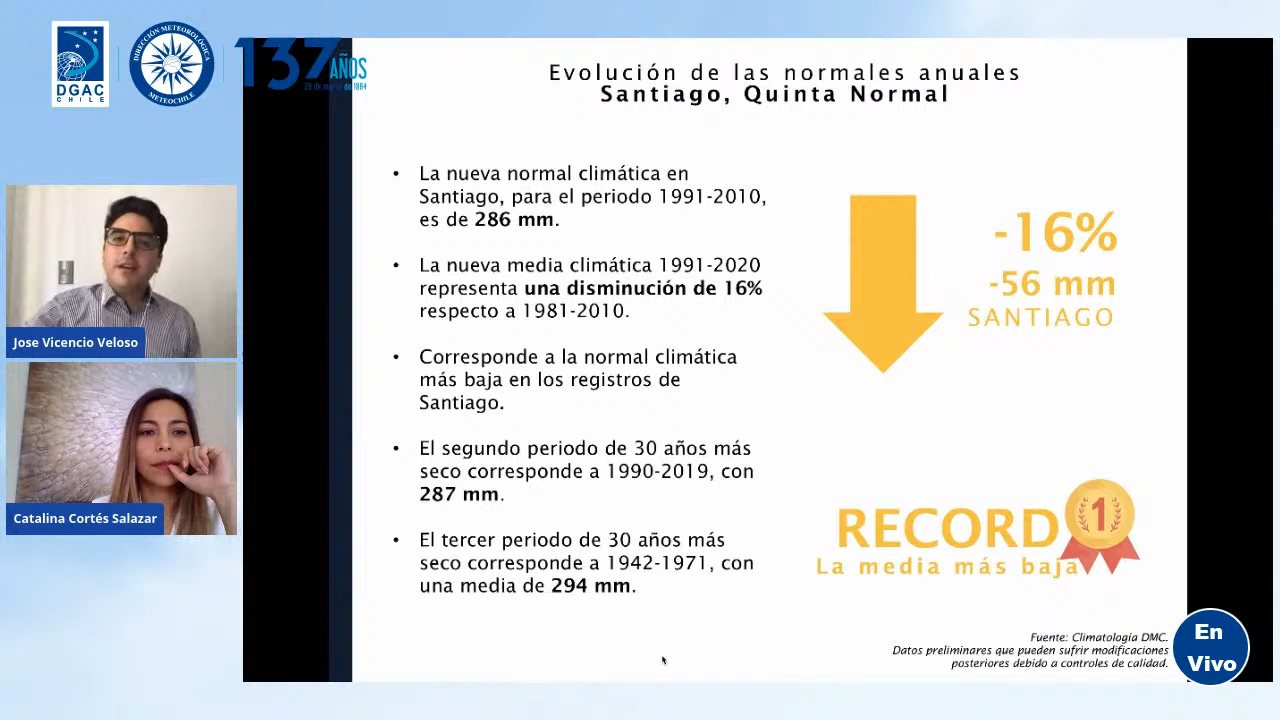 DGAC
CHILE
DIRECCIÓN METEOROLÓGICA
METEOCHILE
137 AÑOS
Evolución de las normales anuales
Santiago, Quinta Normal
• La nueva normal climática en
Santiago, para el periodo 1991-2010,
es de 286 mm.
• La nueva media climática 1991-2020
representa una disminución de 16%
respecto a 1981-2010.
• Corresponde a la normal climática
más baja en los registros de
Santiago.
• El segundo periodo de 30 años más
seco corresponde a 1990-2019, con
287 mm.
• El tercer periodo de 30 años más
seco corresponde a 1942-1971, con
una media de 294 mm.
-16%
-56 mm
SANTIAGO
RECORD
1
La media más baja
Jose Vicencio Veloso
Catalina Cortés Salazar
Fuente: Climatología DMC.
Datos preliminares que pueden sufrir modificaciones
posteriores debido a controles de calidad.
En
Vivo